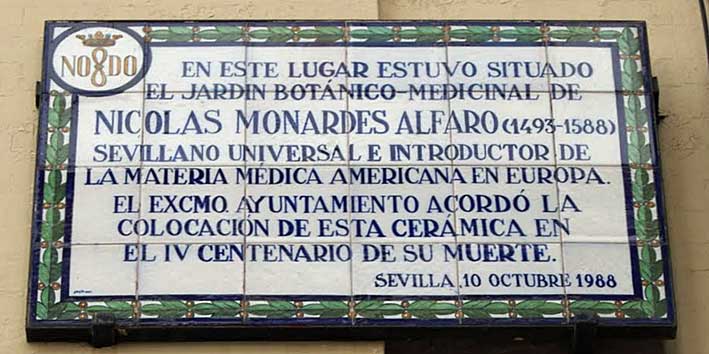 NO8DO
EN ESTE LUGAR ESTUVO SITUADO
EL JARDIN BOTÁNICO-MEDICINAL DE
NICOLAS MONARDES ALFARO (1493-1588)
SEVILLANO UNIVERSAL E INTRODUCTOR DE
LA MATERIA MÉDICA AMERICANA EN EUROPA.
EL EXCMO. AYUNTAMIENTO ACORDÓ LA
COLOCACIÓN DE ESTA CERÁMICA EN
EL IV CENTENARIO DE SU MUERTE.
SEVILLA, 10 OCTUBRE 1988